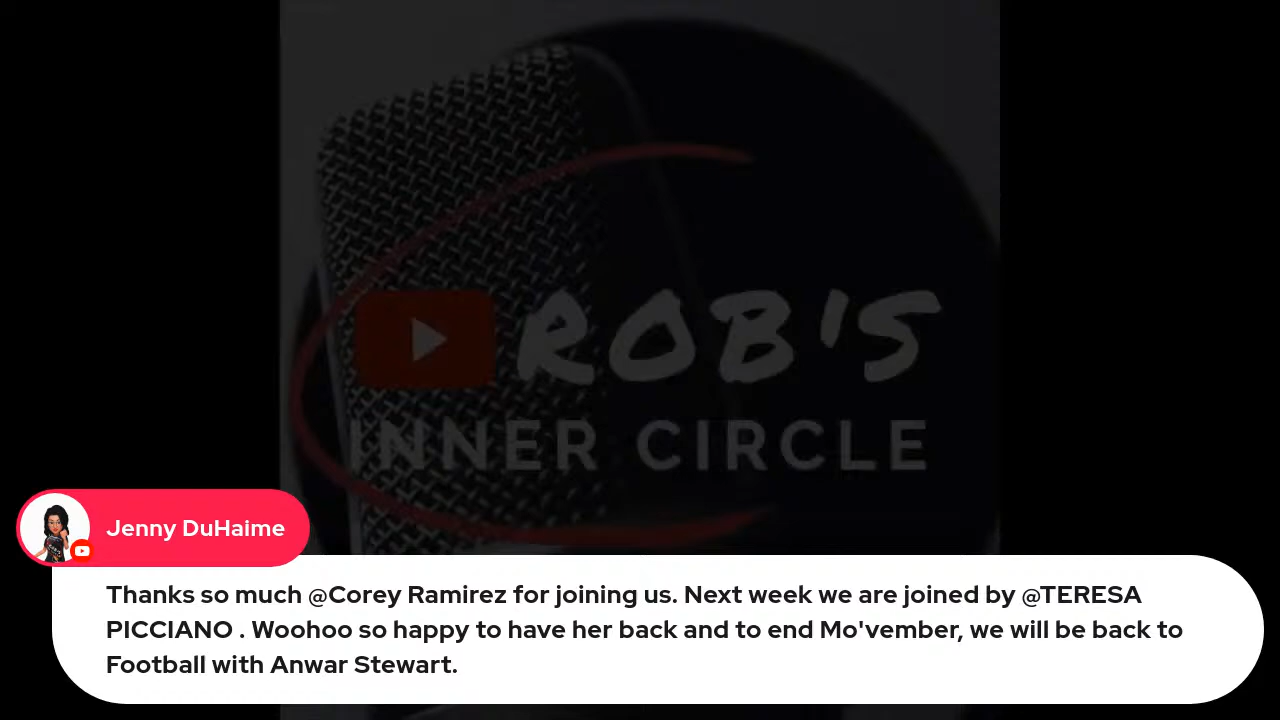 ROB'S
INNER CIRCLE
Jenny DuHaime
Thanks so much @Corey Ramirez for joining us. Next week we are joined by @TERESA
PICCIANO . Woohoo so happy to have her back and to end Mo'vember, we will be back to
Football with Anwar Stewart.